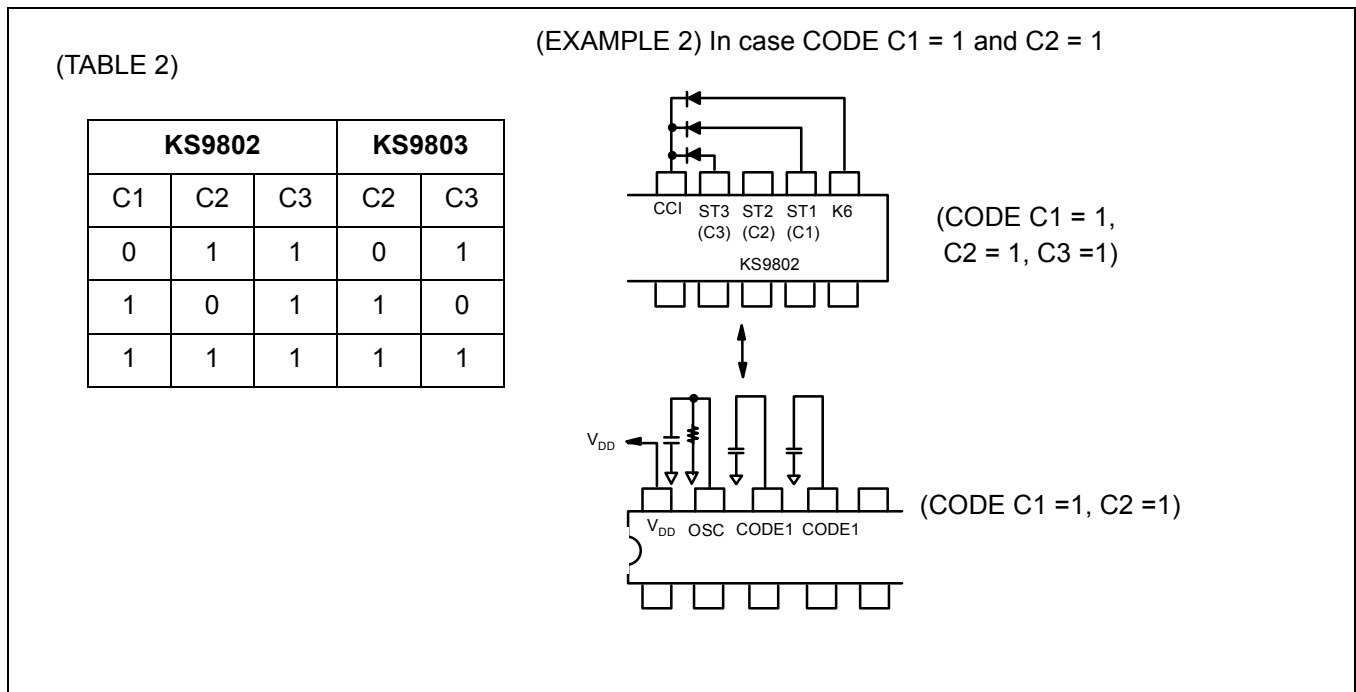 (TABLE 2)
KS9802 KS9803
C1 C2 C3 C2 C3
0 1 1 0 1
1 0 1 1 0
1 1 1 1 1
(EXAMPLE 2) In case CODE C1 = 1 and C2 = 1
CCI ST3 ST2 ST1 K6
(C3) (C2) (C1)
KS9802
(CODE C1 = 1,
C2 = 1, C3 =1)
VDD
VDD OSC CODE1 CODE1
(CODE C1 =1, C2 =1)